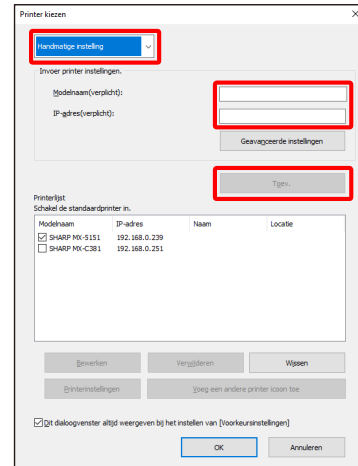 Printer kiezen
Handmatige instelling
Invoer printer instellingen.
Modelnaam(verplicht):
IP-adres(verplicht):
Geavanceerde instellingen
Toev.
Printerlijst
Schakel de standaardprinter in.
Modelnaam IP-adres Naam Locatie
SHARP MX-5151 192.168.0.239
SHARP MX-C381 192.168.0.251
Bewerken Verwijderen Wissen
Printerinstellingen Voeg een andere printer icoon toe
Dit dialoogvenster altijd weergeven bij het instellen van [Voorkeursinstellingen]
OK Annuleren